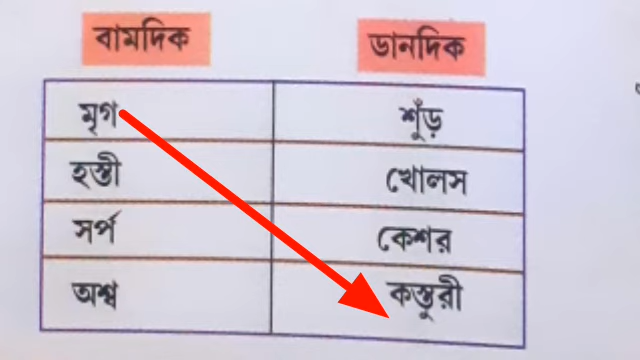 বামদিক ডানদিক
মৃগ শুঁড়
হস্তী খোলস
সর্প কেশর
অশ্ব কস্তুরী